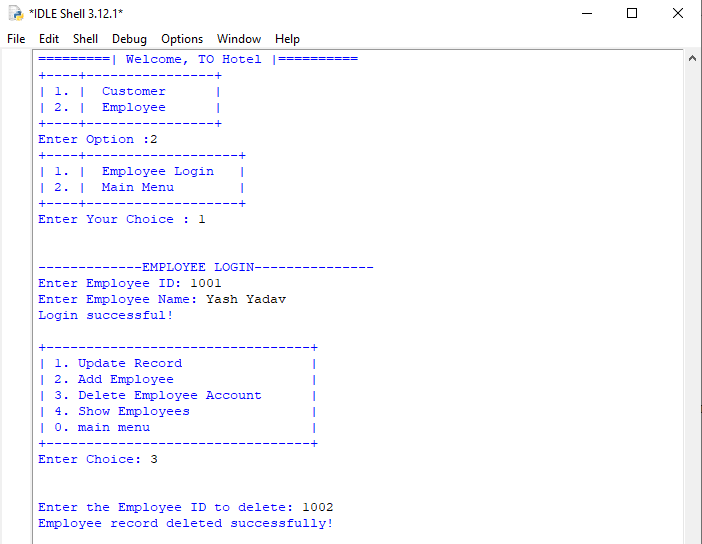 *IDLE Shell 3.12.1*
File Edit Shell Debug Options Window Help
=========| Welcome, TO Hotel |==========
+----+----------------+
| 1. |  Customer      |
| 2. |  Employee      |
+----+----------------+
Enter Option :2
+----+-------------------+
| 1. |  Employee Login   |
| 2. |  Main Menu        |
+----+-------------------+
Enter Your Choice : 1
-------------EMPLOYEE LOGIN---------------
Enter Employee ID: 1001
Enter Employee Name: Yash Yadav
Login successful!
+---------------------------------+
| 1. Update Record                |
| 2. Add Employee                 |
| 3. Delete Employee Account      |
| 4. Show Employees               |
| 0. main menu                    |
+---------------------------------+
Enter Choice: 3
Enter the Employee ID to delete: 1002
Employee record deleted successfully!